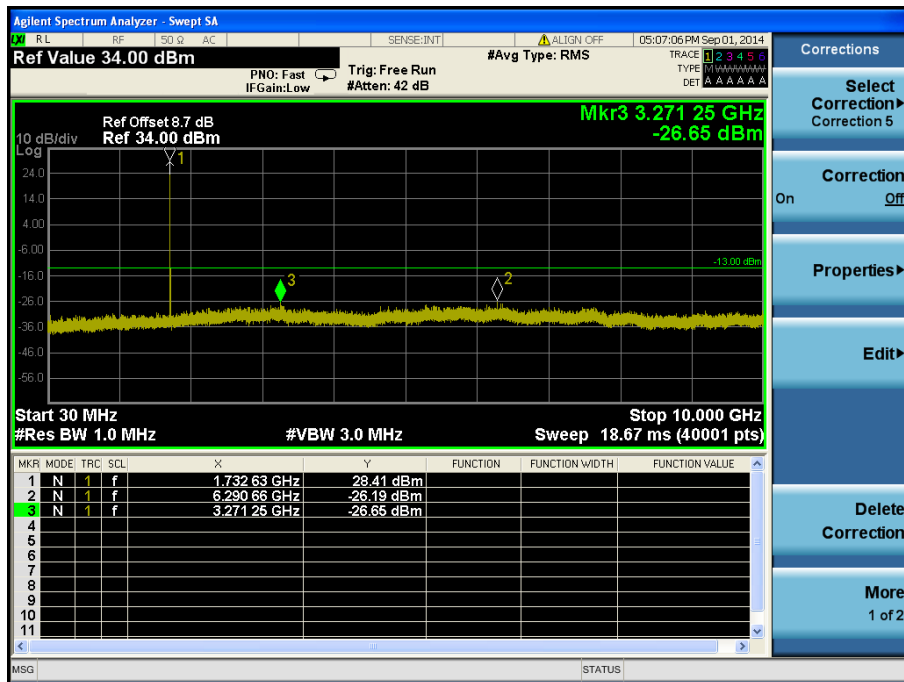 Agilent Spectrum Analyzer - Swept SA
LXI RL RF 50 Ω AC SENSE:INT ALIGN OFF 05:07:06 PM Sep 01, 2014
Ref Value 34.00 dBm
PNO: Fast
IFGain:Low
Trig: Free Run
#Atten: 42 dB
#Avg Type: RMS
TRACE 1 2 3 4 5 6
TYPE M W W W W W
DET A A A A A A
Mkr3 3.271 25 GHz
-26.65 dBm
Ref Offset 8.7 dB
10 dB/div Ref 34.00 dBm
Log
24.0
14.0
4.00
-6.00
-16.0
-26.0
-36.0
-46.0
-56.0
1
3
2
-13.00 dBm
Start 30 MHz Stop 10.000 GHz
#Res BW 1.0 MHz #VBW 3.0 MHz Sweep 18.67 ms (40001 pts)
MKR MODE TRC SCL X Y FUNCTION FUNCTION WIDTH FUNCTION VALUE
1 N 1 f 1.732 63 GHz 28.41 dBm
2 N 1 f 6.290 66 GHz -26.19 dBm
3 N 1 f 3.271 25 GHz -26.65 dBm
4
5
6
7
8
9
10
11
MSG STATUS
Corrections
Select
Correction
Correction 5
Correction
On Off
Properties
Edit
Delete
Correction
More
1 of 2